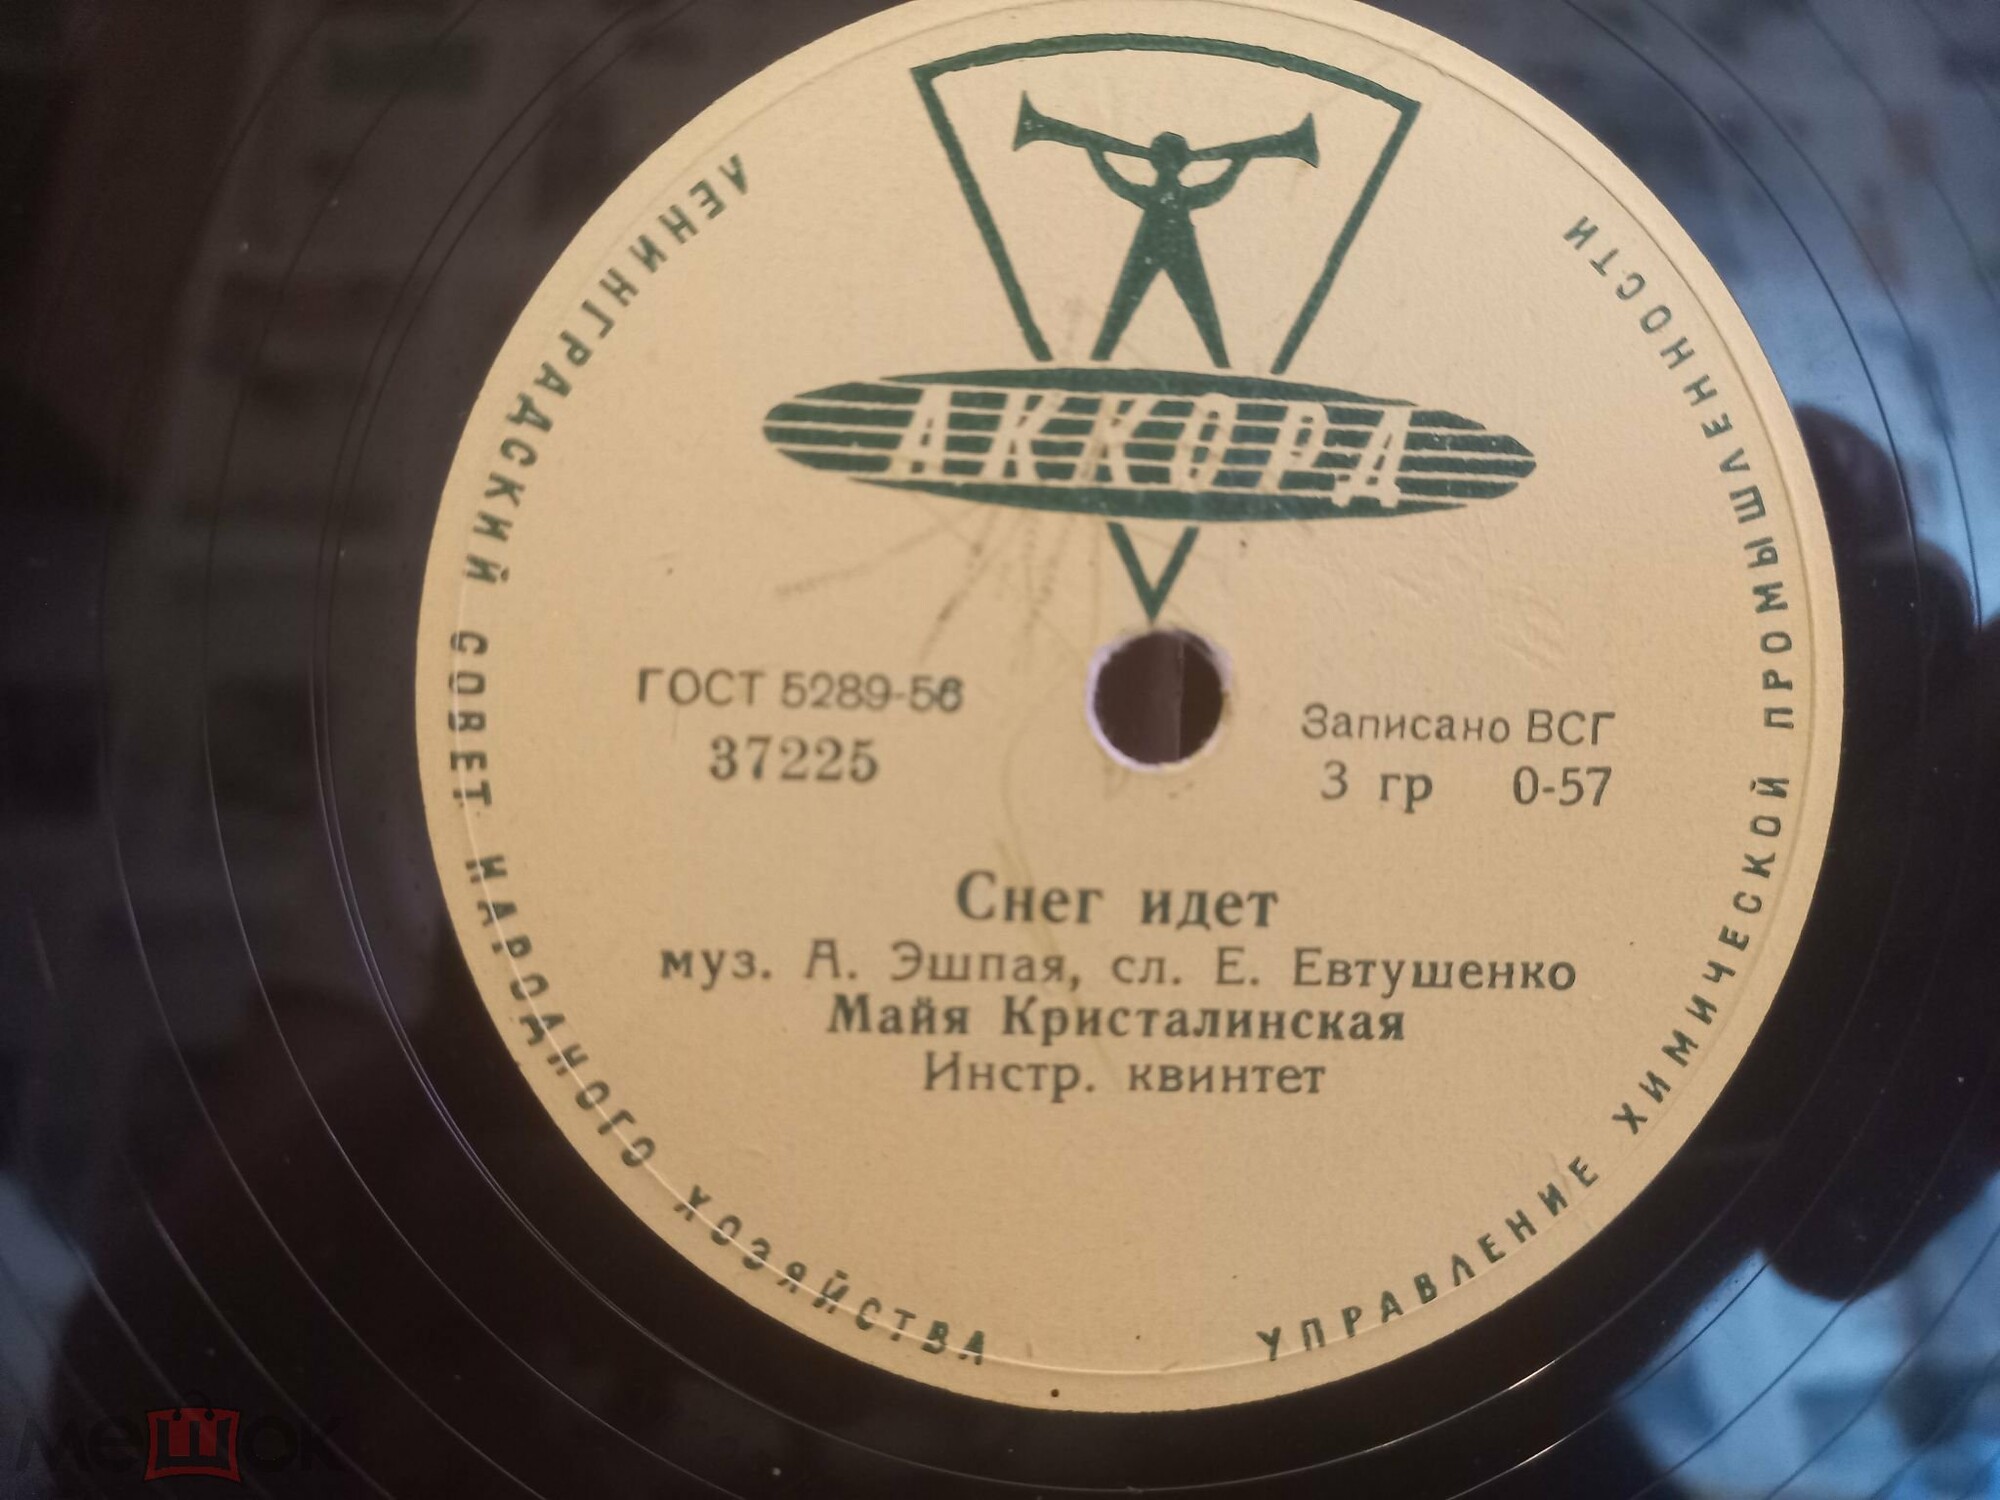 АККОРД
ЛЕНИНГРАДСКИЙ СОВЕТ НАРОДНОГО ХОЗЯЙСТВА
УПРАВЛЕНИЕ ХИМИЧЕСКОЙ ПРОМЫШЛЕННОСТИ
ГОСТ 5289-56
37225
Записано ВСГ
3 гр 0-57
Снег идет
муз. А. Эшпая, сл. Е. Евтушенко
Майя Кристалинская
Инстр. квинтет
мешок